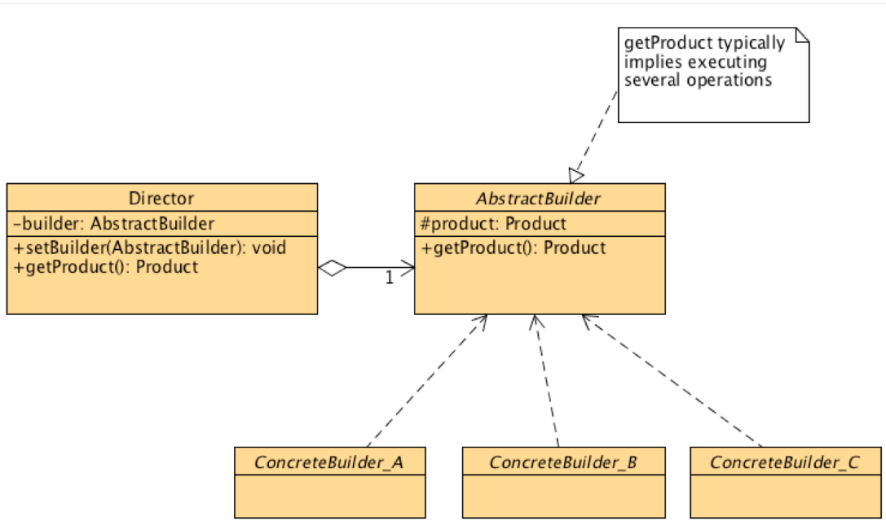 getProduct typically
implies executing
several operations
Director
-builder: AbstractBuilder
+setBuilder(AbstractBuilder): void
+getProduct(): Product
1
AbstractBuilder
#product: Product
+getProduct(): Product
ConcreteBuilder_A
ConcreteBuilder_B
ConcreteBuilder_C